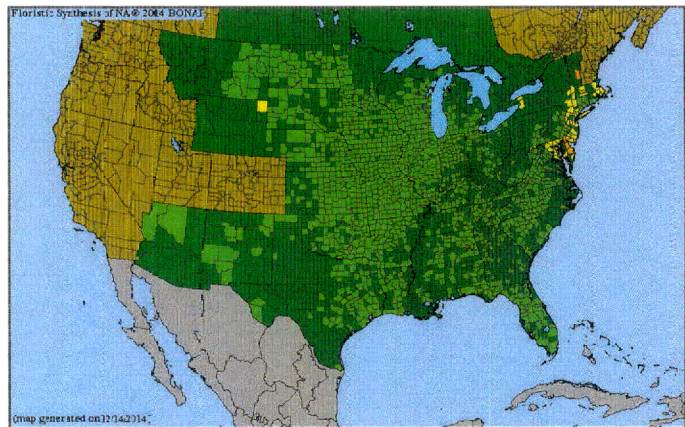 Floristic Synthesis of NA © 2014 BONAP
(map generated on 12/14/2014)